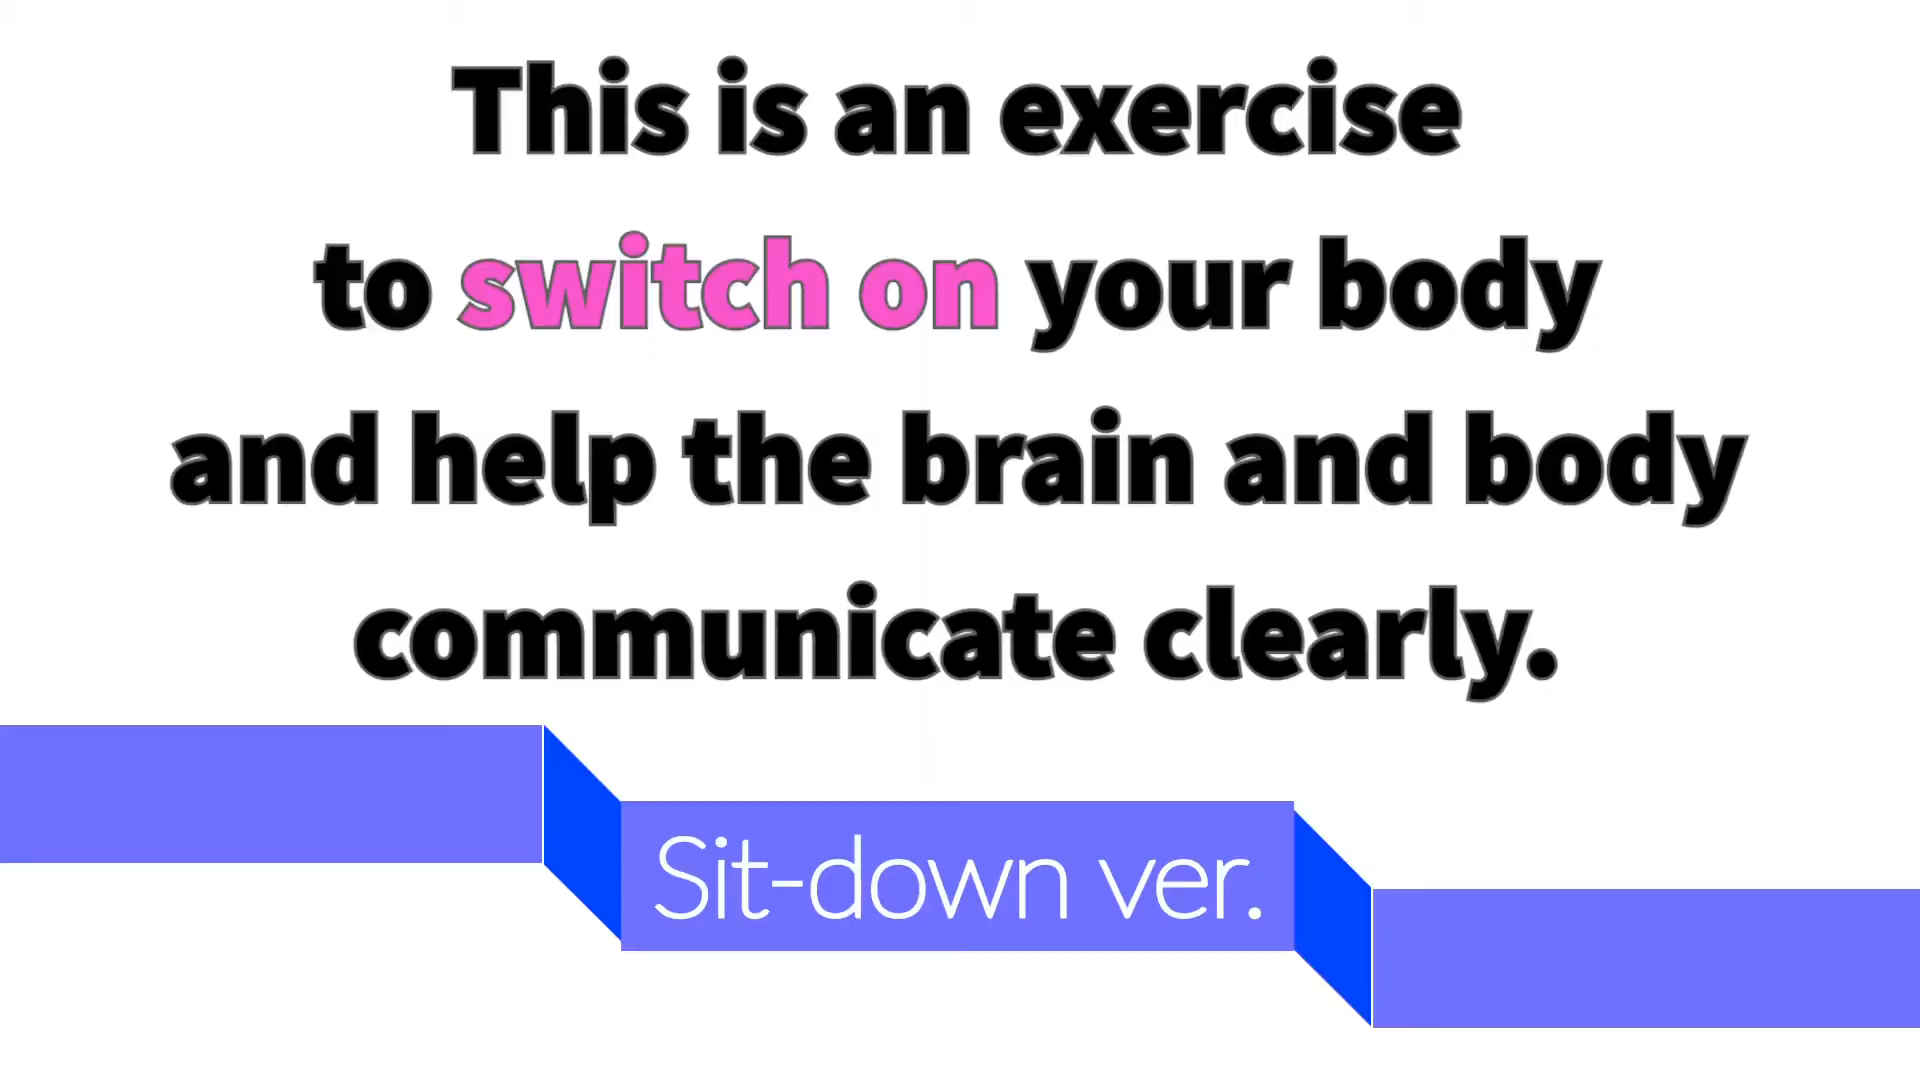 This is an exercise
to switch on your body
and help the brain and body
communicate clearly.
Sit-down ver.